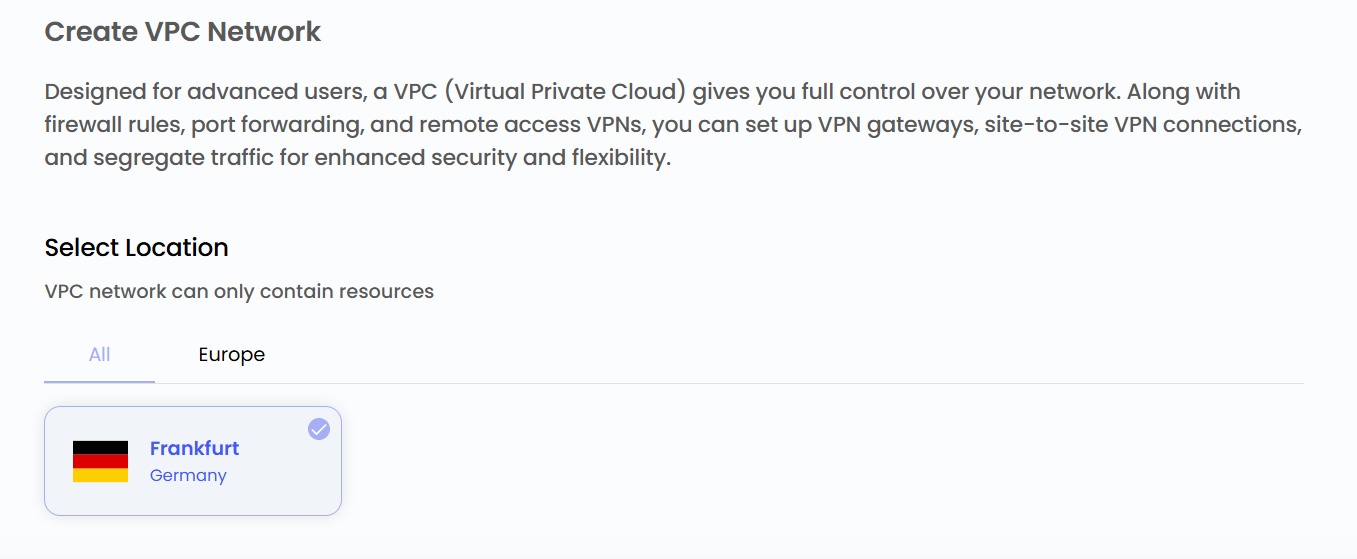 Create VPC Network
Designed for advanced users, a VPC (Virtual Private Cloud) gives you full control over your network. Along with
firewall rules, port forwarding, and remote access VPNs, you can set up VPN gateways, site-to-site VPN connections,
and segregate traffic for enhanced security and flexibility.
Select Location
VPC network can only contain resources
All
Europe
Frankfurt
Germany